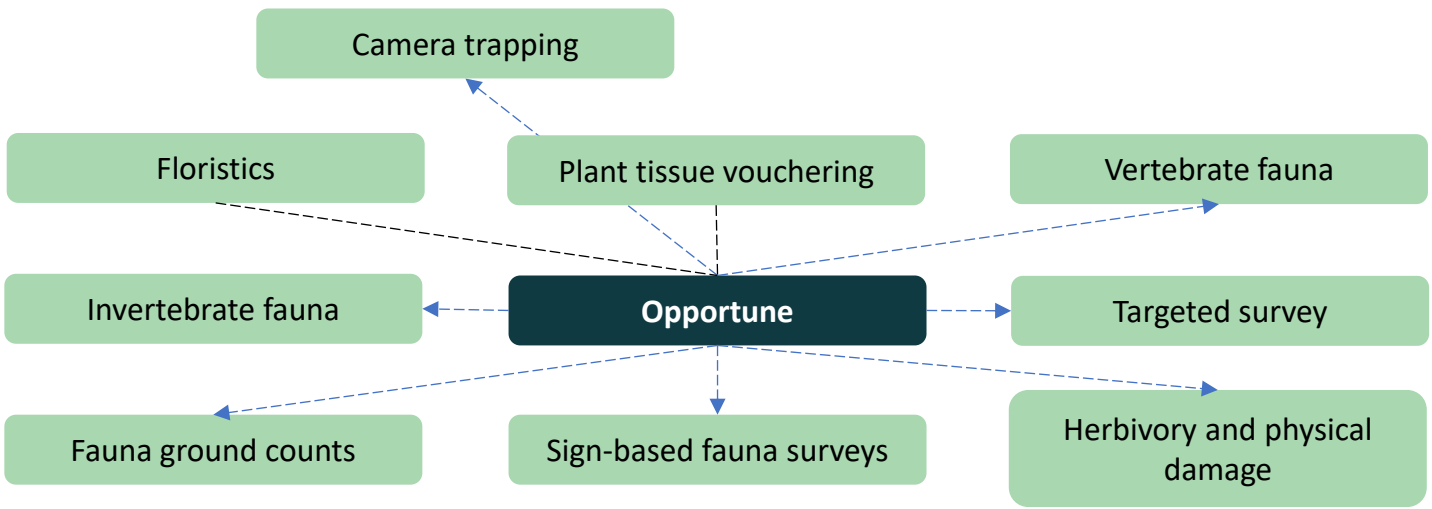 Camera trapping
Floristics
Plant tissue vouchering
Vertebrate fauna
Invertebrate fauna
Opportune
Targeted survey
Fauna ground counts
Sign-based fauna surveys
Herbivory and physical
damage